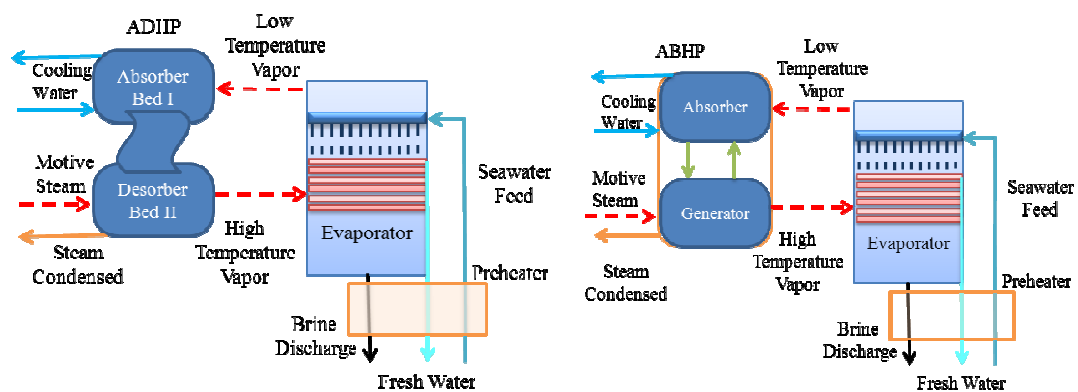 ADHP
Low
Temperature
Vapor
Cooling
Water
Absorber
Bed I
Motive
Steam
Desorber
Bed II
Steam
Condensed
High
Temperature
Vapor
Evaporator
Seawater
Feed
Preheater
Brine
Discharge
Fresh Water
ABHP
Low
Temperature
Vapor
Cooling
Water
Absorber
Motive
Steam
Generator
Steam
Condensed
High
Temperature
Vapor
Evaporator
Seawater
Feed
Preheater
Brine
Discharge
Fresh Water